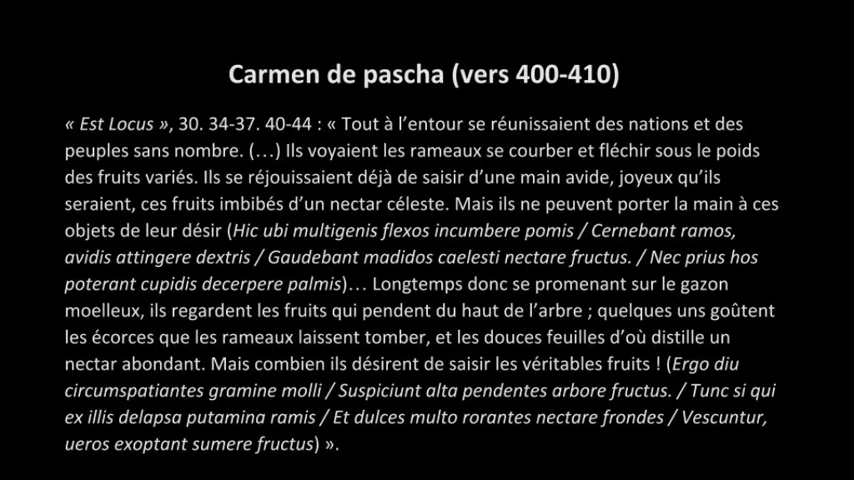 Carmen de pascha (vers 400-410)
« Est Locus », 30. 34-37. 40-44 : « Tout à l’entour se réunissaient des nations et des
peuples sans nombre. (…) Ils voyaient les rameaux se courber et fléchir sous le poids
des fruits variés. Ils se réjouissaient déjà de saisir d’une main avide, joyeux qu’ils
seraient, ces fruits imbibés d’un nectar céleste. Mais ils ne peuvent porter la main à ces
objets de leur désir (Hic ubi multigenis flexos incumbere pomis / Cernebant ramos,
avidis attingere dextris / Gaudebant madidos caelesti nectare fructus. / Nec prius hos
poterant cupidis decerpere palmis)… Longtemps donc se promenant sur le gazon
moelleux, ils regardent les fruits qui pendent du haut de l’arbre ; quelques uns goûtent
les écorces que les rameaux laissent tomber, et les douces feuilles d’où distille un
nectar abondant. Mais combien ils désirent de saisir les véritables fruits ! (Ergo diu
circumspatiantes gramine molli / Suspiciunt alta pendentes arbore fructus. / Tunc si qui
ex illis delapsa putamina ramis / Et dulces multo rorantes nectare frondes / Vescuntur,
ueros exoptant sumere fructus) ».